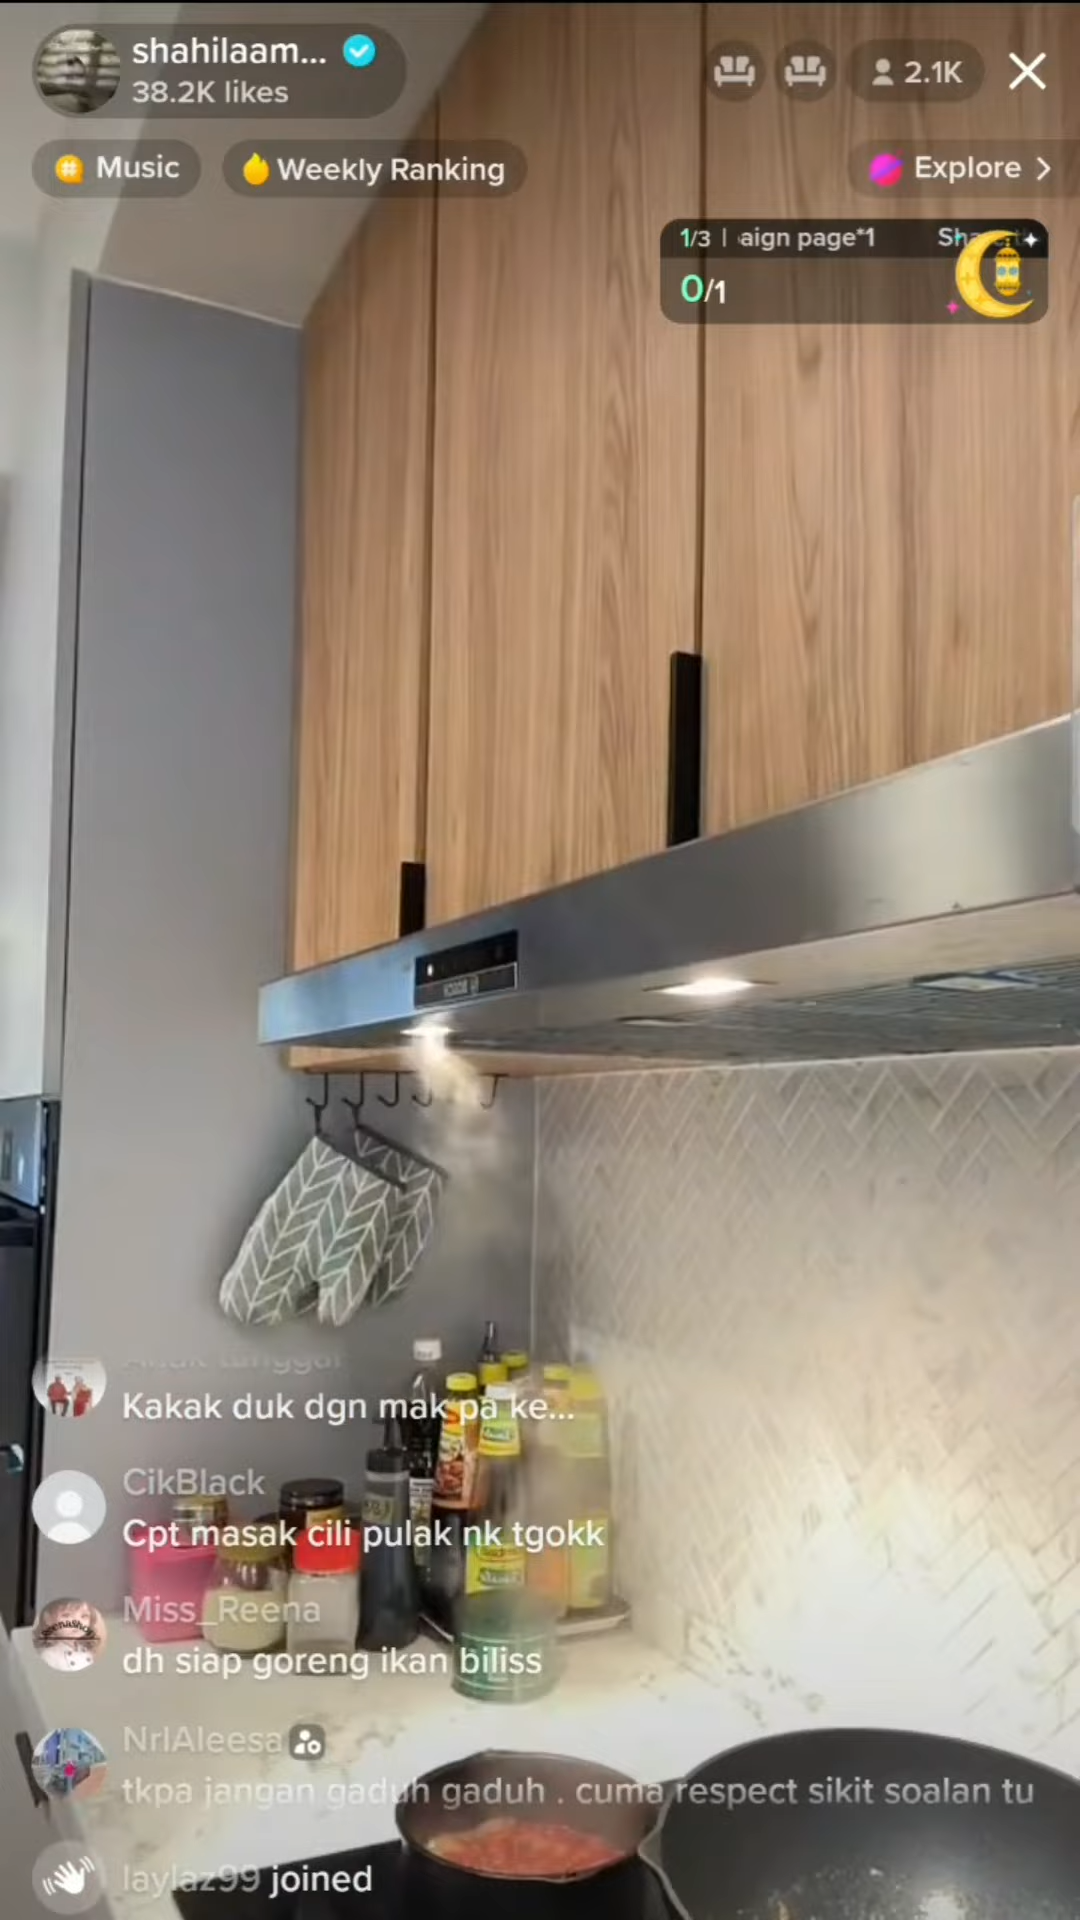 shahilaam...
38.2K likes
2.1K
Music
Weekly Ranking
Explore
1/3 | aign page*1
0/1
Kakak duk dgn mak pa ke...
CikBlack
Cpt masak cili pulak nk tgokk
Miss_Reena
dh siap goreng ikan biliss
NrlAleesa
tkpa jangan gaduh gaduh . cuma respect sikit soalan tu
laylaz99 joined